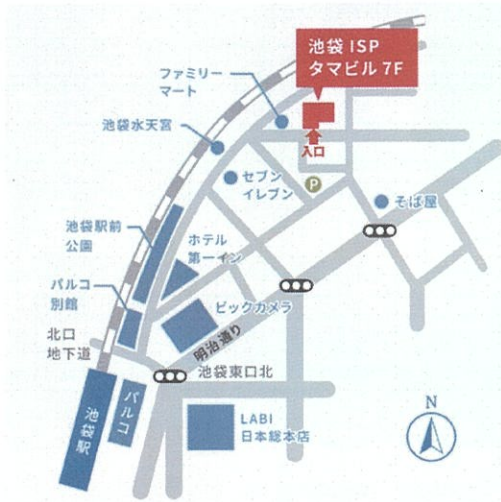 池袋 ISP
タマビル 7F
ファミリー
マート
入口
池袋水天宮
セブン
イレブン
P
そば屋
池袋駅前
公園
ホテル
第一イン
パルコ
別館
ビックカメラ
北口
地下道
明治通り
池袋東口北
池袋駅
パルコ
LABI
日本総本店
N